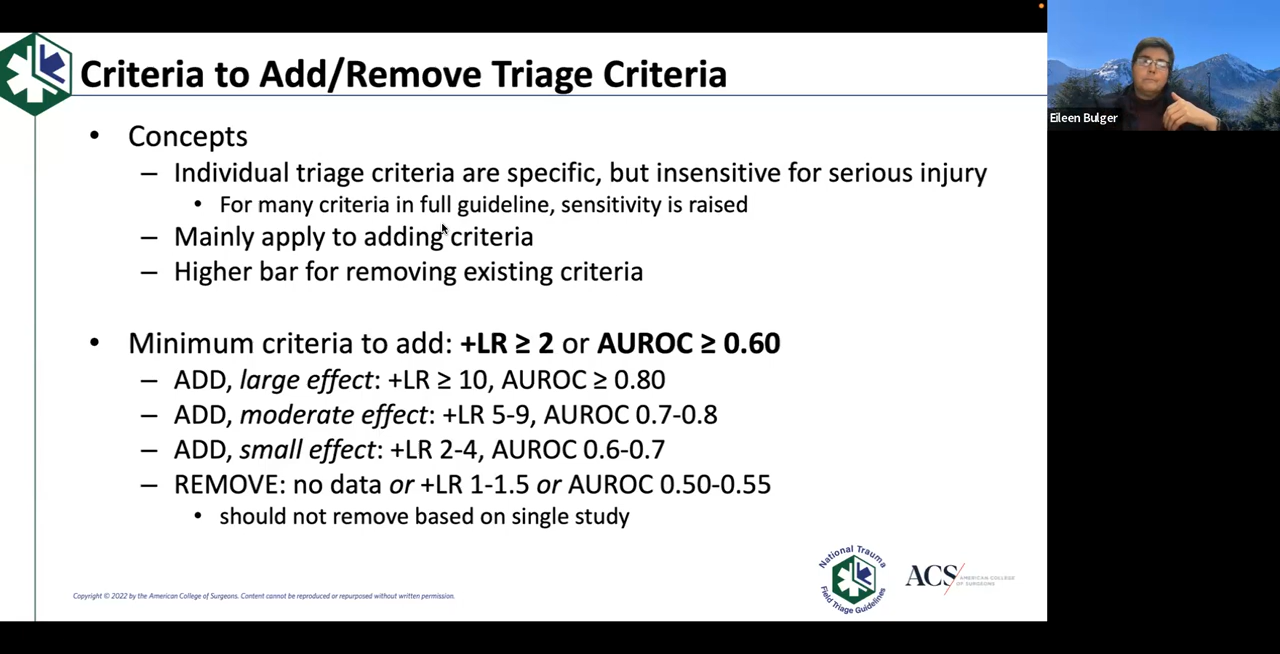 Criteria to Add/Remove Triage Criteria
Eileen Bulger
• Concepts
– Individual triage criteria are specific, but insensitive for serious injury
• For many criteria in full guideline, sensitivity is raised
– Mainly apply to adding criteria
– Higher bar for removing existing criteria
• Minimum criteria to add: +LR ≥ 2 or AUROC ≥ 0.60
– ADD, large effect: +LR ≥ 10, AUROC ≥ 0.80
– ADD, moderate effect: +LR 5-9, AUROC 0.7-0.8
– ADD, small effect: +LR 2-4, AUROC 0.6-0.7
– REMOVE: no data or +LR 1-1.5 or AUROC 0.50-0.55
• should not remove based on single study
Copyright © 2022 by the American College of Surgeons. Content cannot be reproduced or repurposed without written permission.
National Trauma
Field Triage Guidelines
ACS
AMERICAN COLLEGE
OF SURGEONS